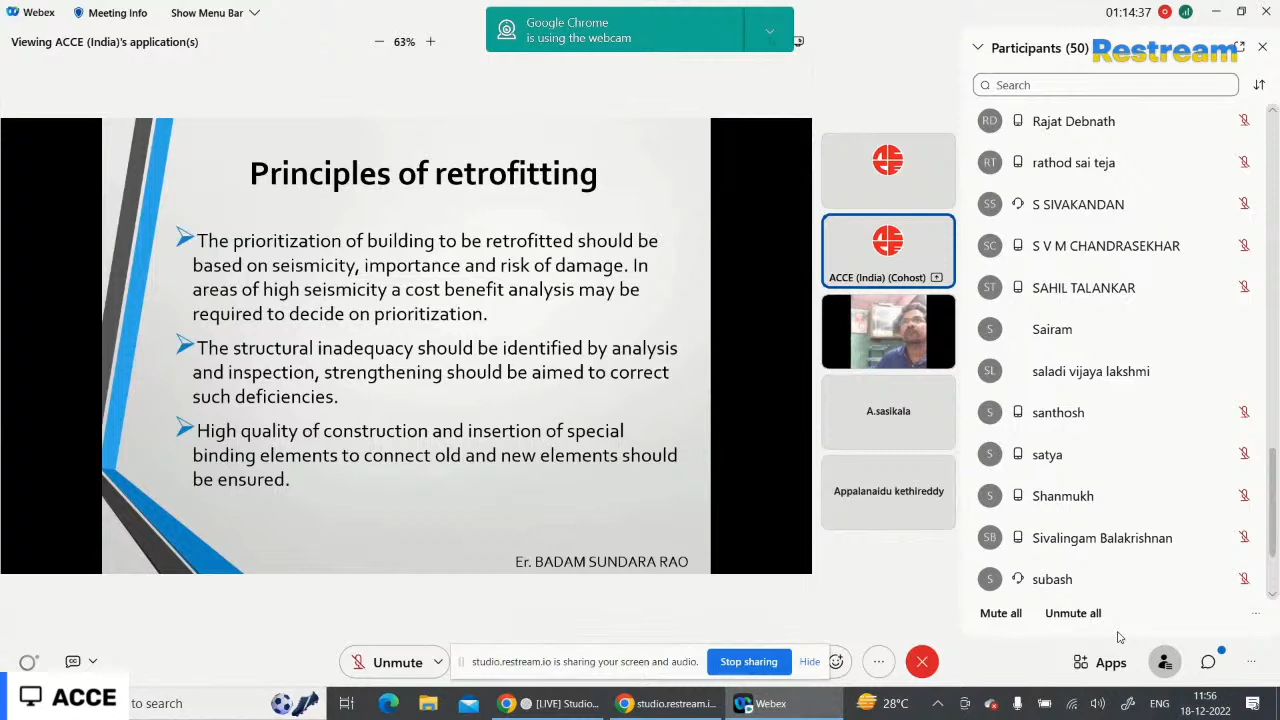 Webex
Meeting Info
Show Menu Bar
Google Chrome
is using the webcam
01:14:37
Viewing ACCE (India)'s application(s)
63%
Participants (50)
Restream
Search
Principles of retrofitting
The prioritization of building to be retrofitted should be
based on seismicity, importance and risk of damage. In
areas of high seismicity a cost benefit analysis may be
required to decide on prioritization.
The structural inadequacy should be identified by analysis
and inspection, strengthening should be aimed to correct
such deficiencies.
High quality of construction and insertion of special
binding elements to connect old and new elements should
be ensured.
Er. BADAM SUNDARA RAO
ACCE (India) (Cohost)
A.sasikala
Appalanaidu kethireddy
RD Rajat Debnath
RT rathod sai teja
SS S SIVAKANDAN
SC S V M CHANDRASEKHAR
ST SAHIL TALANKAR
S Sairam
SL saladi vijaya lakshmi
S santhosh
S satya
S Shanmukh
SB Sivalingam Balakrishnan
S subash
Mute all
Unmute all
CC
Unmute
studio.restream.io is sharing your screen and audio.
Stop sharing
Hide
Apps
ACCE
to search
[LIVE] Studio...
studio.restream.i...
Webex
28°C
ENG
11:56
18-12-2022